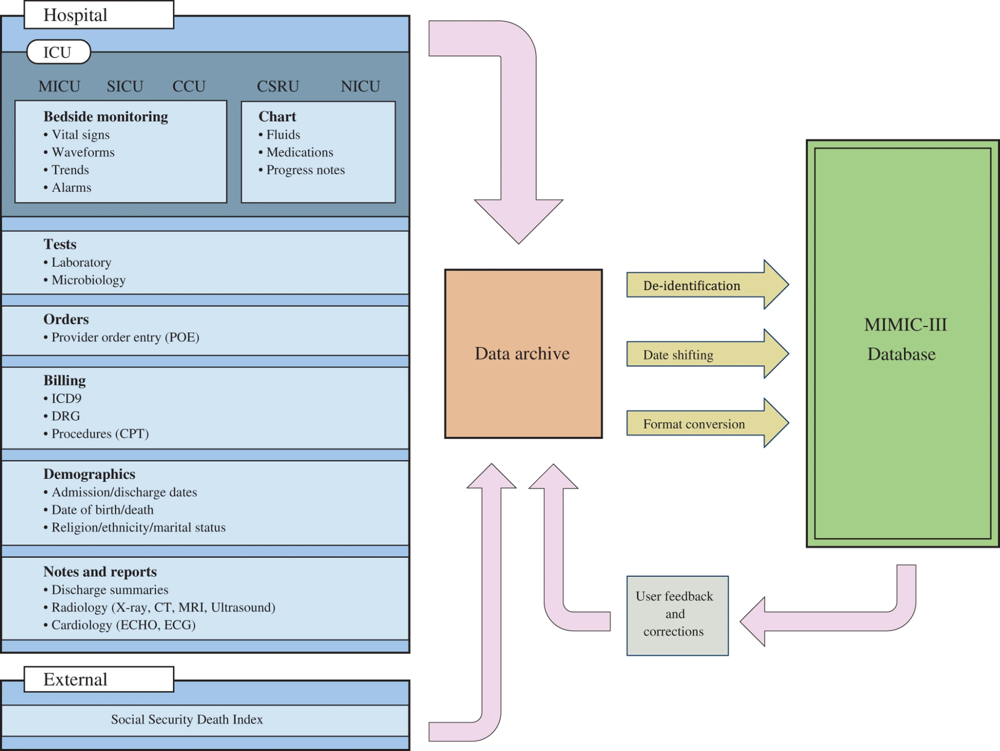 Hospital
ICU
MICU SICU CCU CSRU NICU
Bedside monitoring
• Vital signs
• Waveforms
• Trends
• Alarms
Chart
• Fluids
• Medications
• Progress notes
Tests
• Laboratory
• Microbiology
Orders
• Provider order entry (POE)
Billing
• ICD9
• DRG
• Procedures (CPT)
Demographics
• Admission/discharge dates
• Date of birth/death
• Religion/ethnicity/marital status
Notes and reports
• Discharge summaries
• Radiology (X-ray, CT, MRI, Ultrasound)
• Cardiology (ECHO, ECG)
External
Social Security Death Index
Data archive
De-identification
Date shifting
Format conversion
MIMIC-III
Database
User feedback
and
corrections